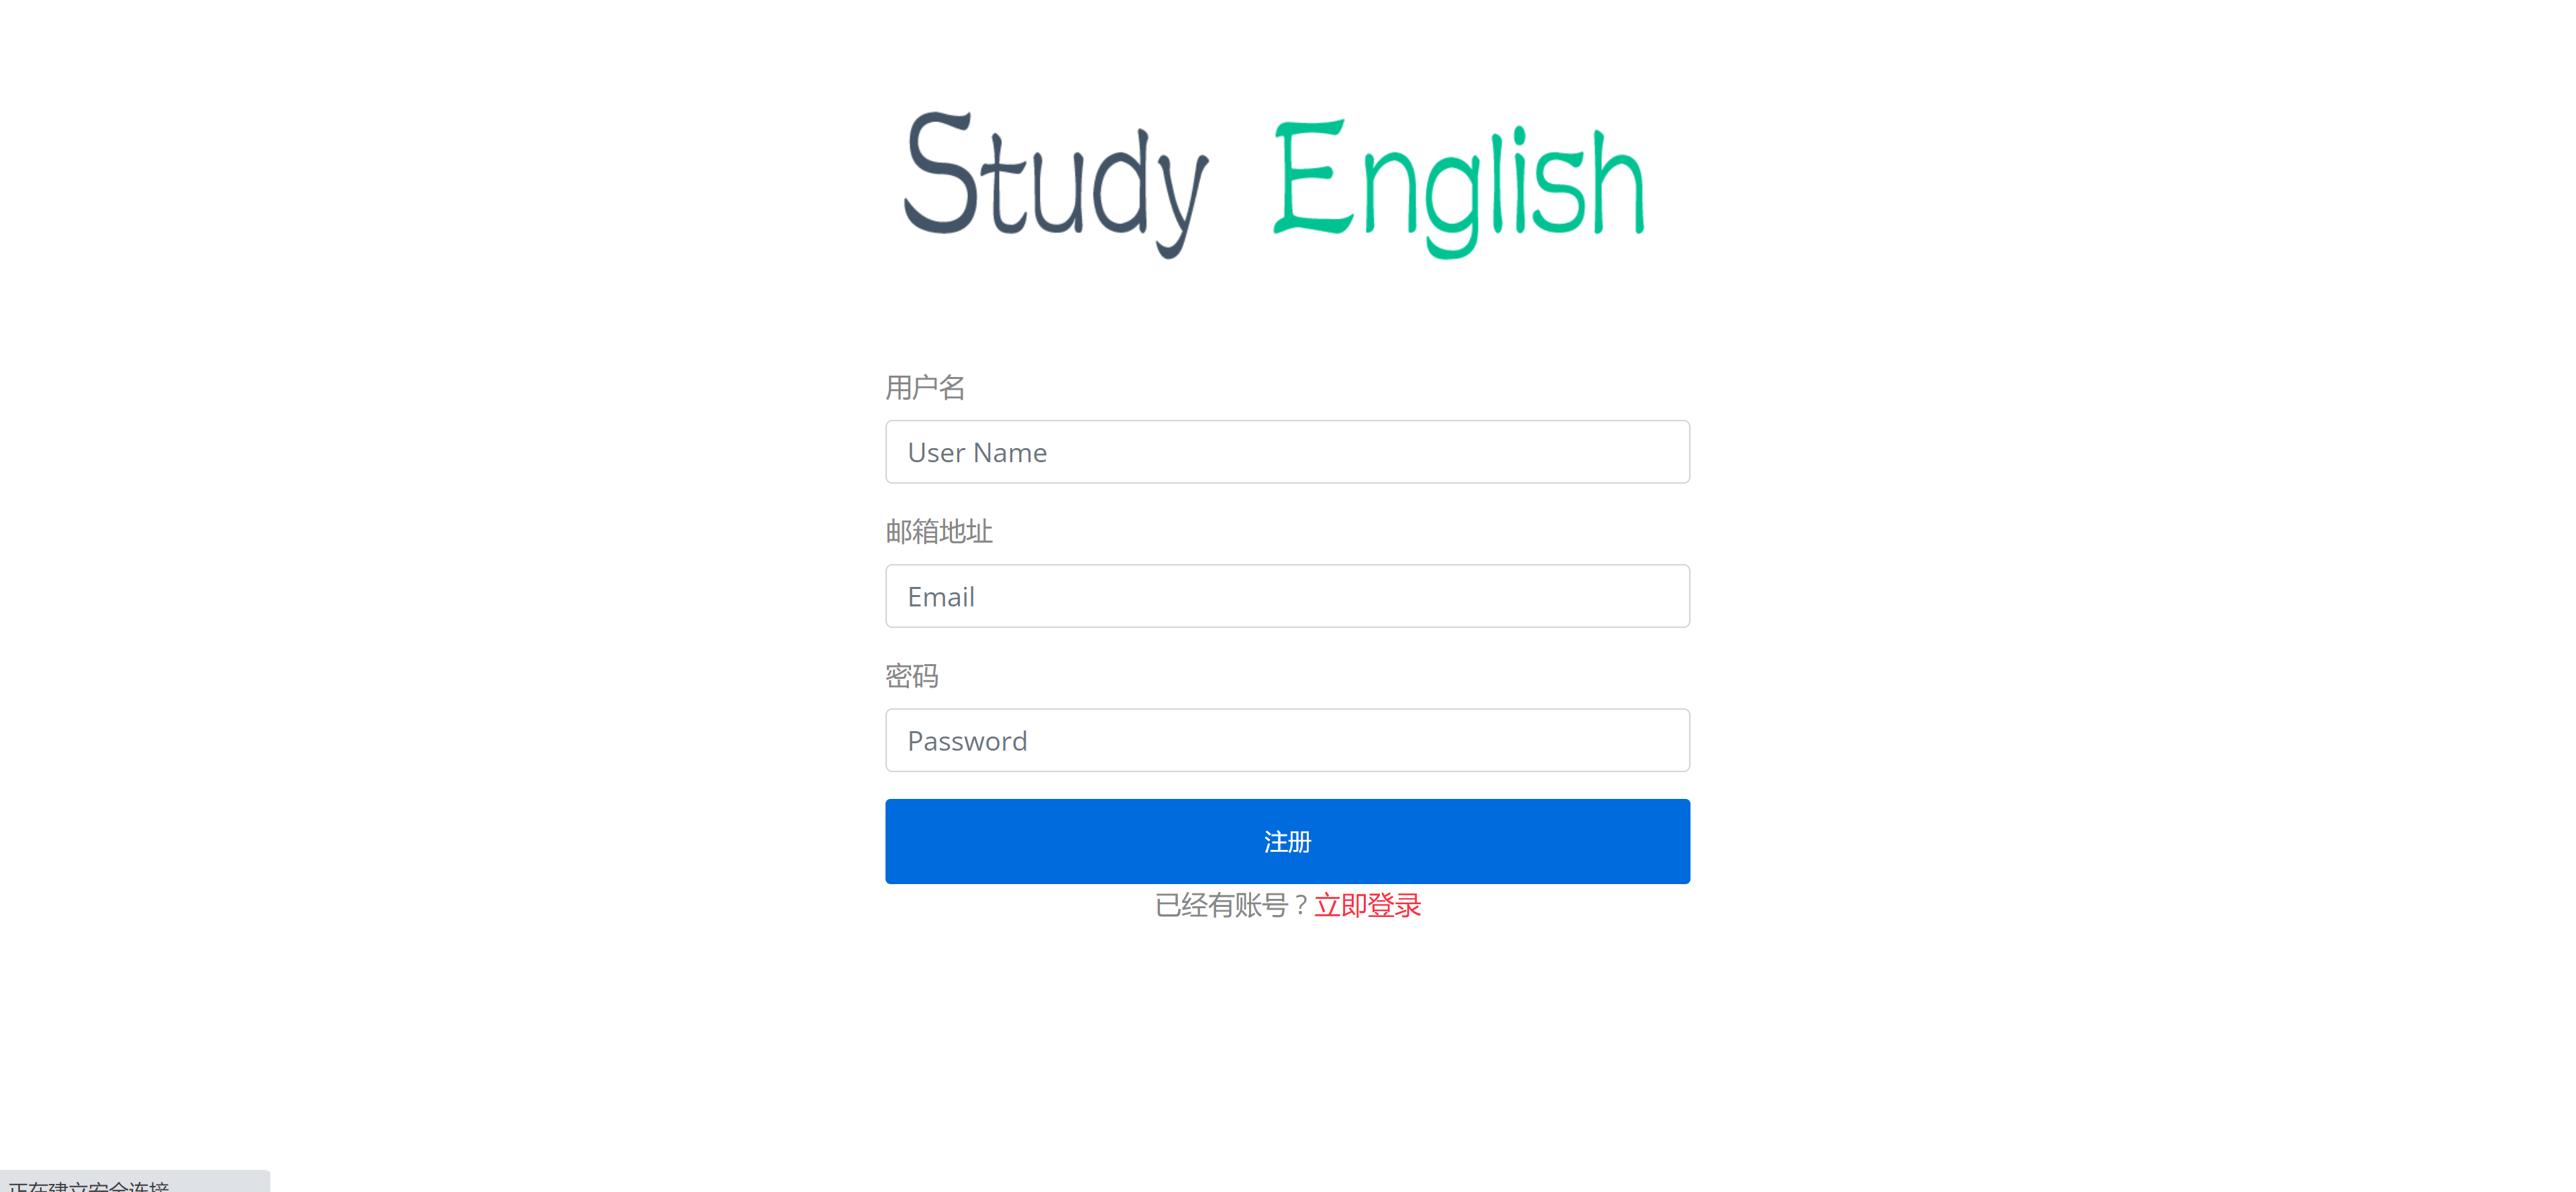 Study English
用户名
User Name
邮箱地址
Email
密码
Password
注册
已经有账号 ? 立即登录
正在建立安全连接